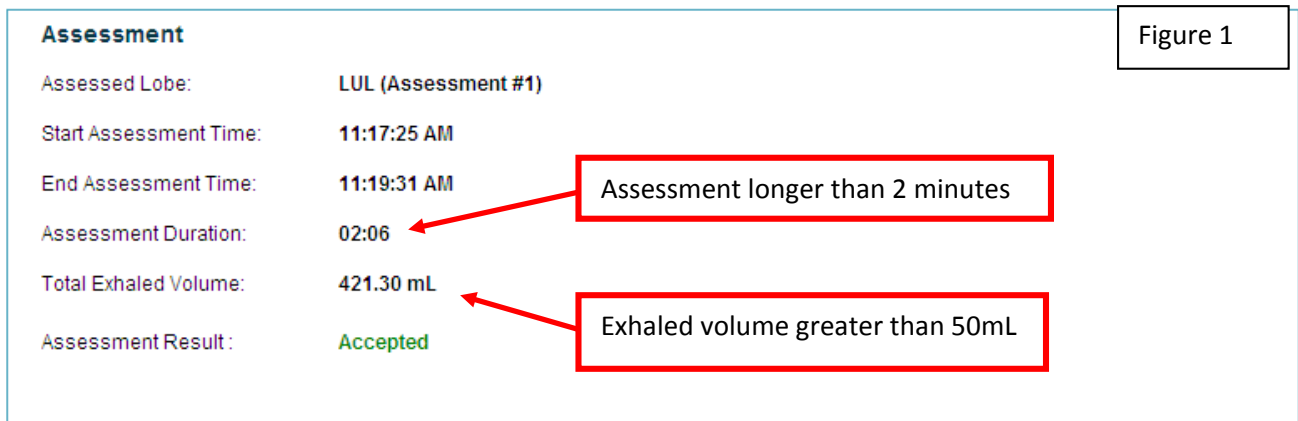 Figure 1
Assessment
Assessed Lobe: LUL (Assessment #1)
Start Assessment Time: 11:17:25 AM
End Assessment Time: 11:19:31 AM
Assessment longer than 2 minutes
Assessment Duration: 02:06
Total Exhaled Volume: 421.30 mL
Exhaled volume greater than 50mL
Assessment Result : Accepted